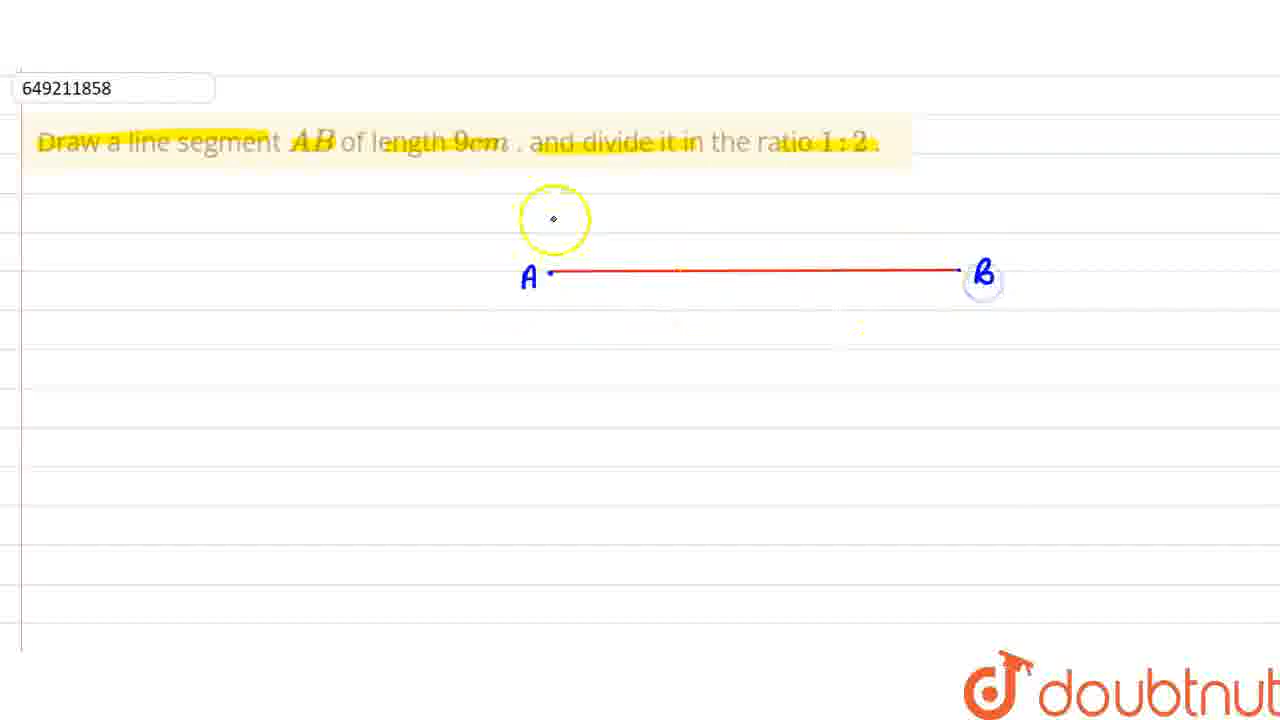 649211858
Draw a line segment AB of length 9cm . and divide it in the ratio 1 : 2 .
A B
doubtnut